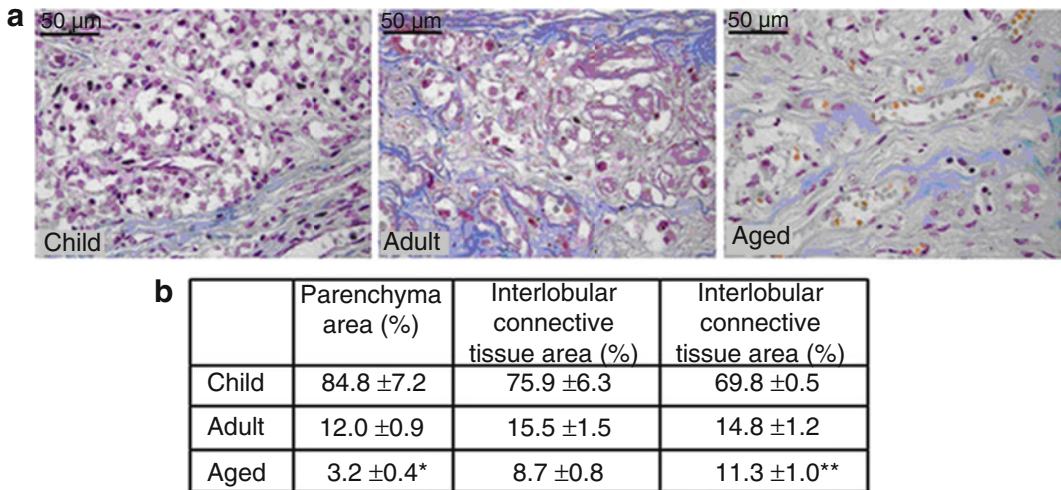 a
50 µm
50 µm
50 µm
Child
Adult
Aged
b
Parenchyma area (%)
Interlobular connective tissue area (%)
Interlobular connective tissue area (%)
Child 84.8 ±7.2 75.9 ±6.3 69.8 ±0.5
Adult 12.0 ±0.9 15.5 ±1.5 14.8 ±1.2
Aged 3.2 ±0.4* 8.7 ±0.8 11.3 ±1.0**